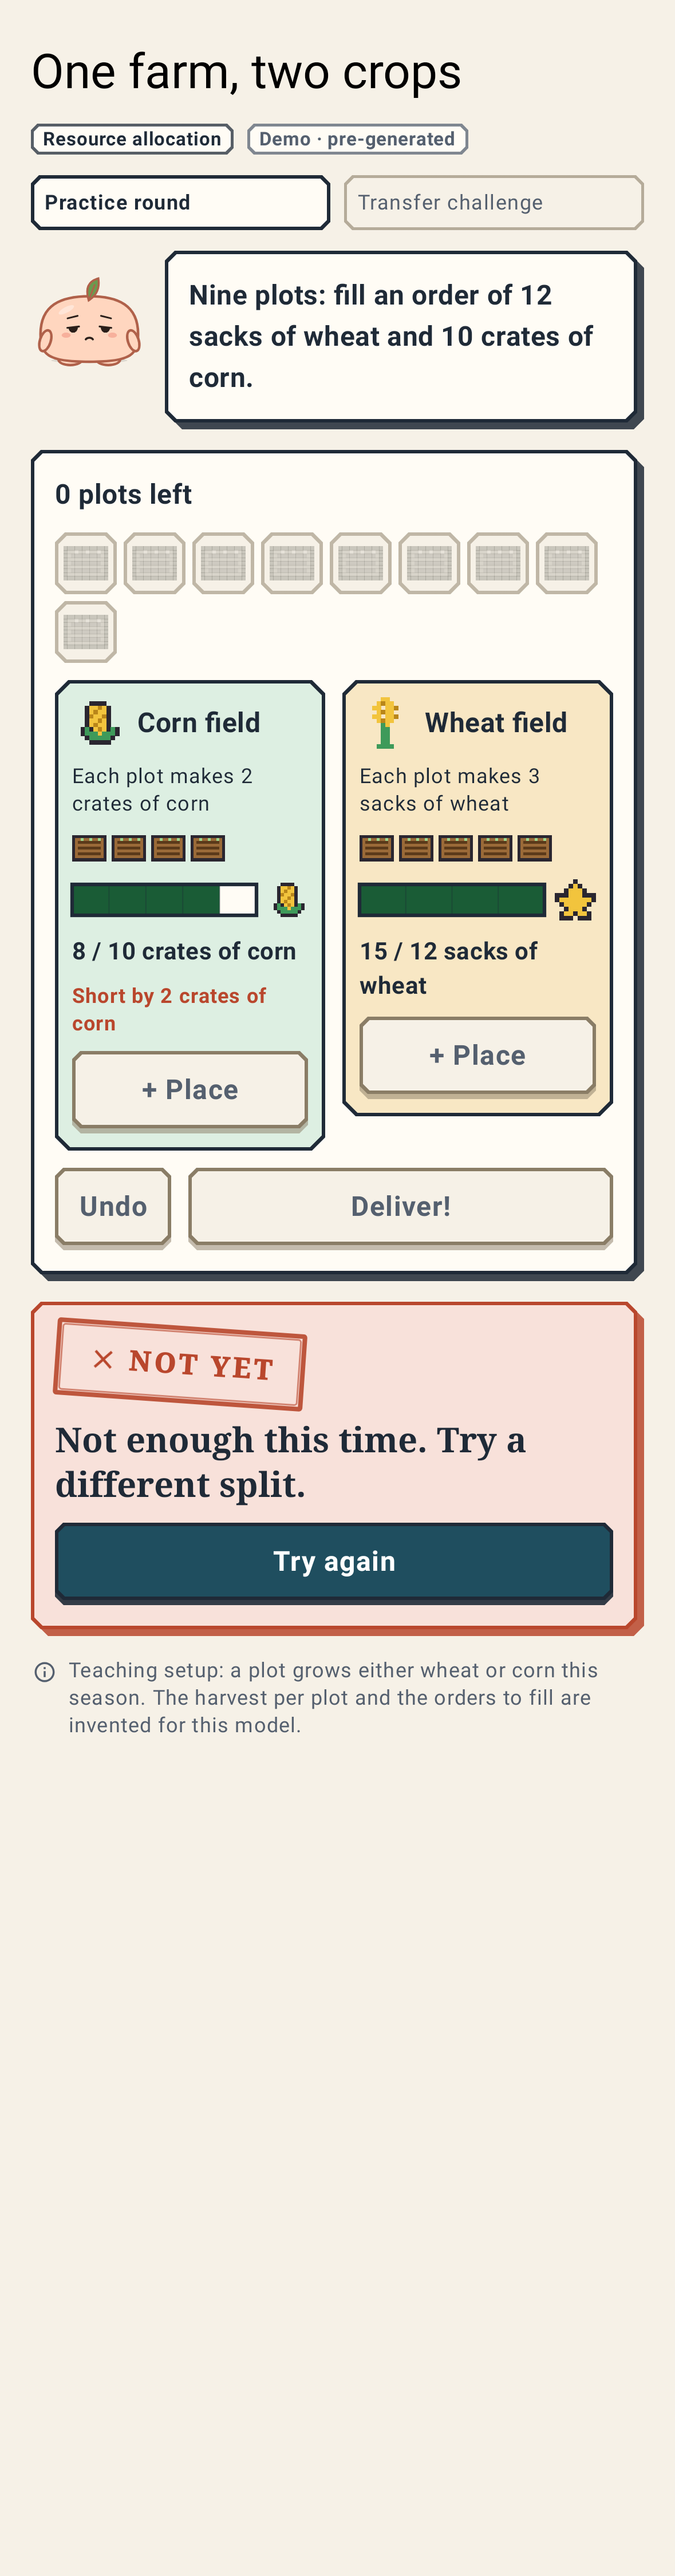 One farm, two crops
Resource allocation
Demo · pre-generated
Practice round
Transfer challenge
Nine plots: fill an order of 12
sacks of wheat and 10 crates of
corn.
0 plots left
Corn field
Each plot makes 2
crates of corn
8 / 10 crates of corn
Short by 2 crates of
corn
+ Place
Wheat field
Each plot makes 3
sacks of wheat
15 / 12 sacks of
wheat
+ Place
Undo
Deliver!
× NOT YET
Not enough this time. Try a
different split.
Try again
Teaching setup: a plot grows either wheat or corn this
season. The harvest per plot and the orders to fill are
invented for this model.